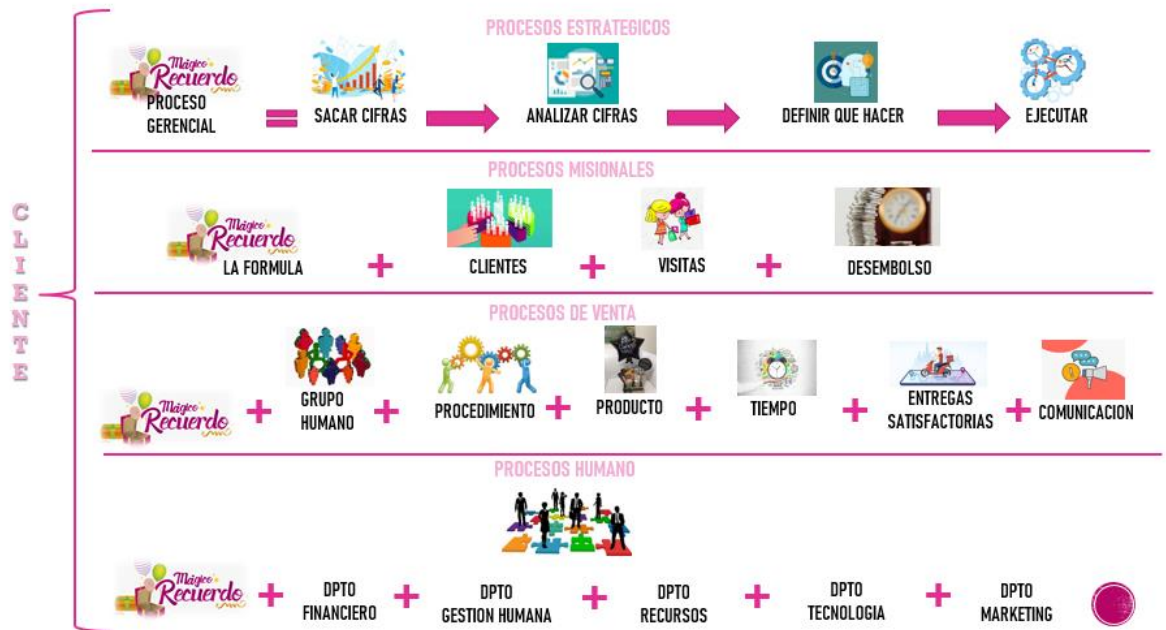 PROCESOS ESTRATEGICOS
Mágico
Recuerdo
PROCESO
GERENCIAL
SACAR CIFRAS
ANALIZAR CIFRAS
DEFINIR QUE HACER
EJECUTAR
PROCESOS MISIONALES
Mágico
Recuerdo
LA FORMULA
+
CLIENTES
+
VISITAS
+
DESEMBOLSO
CLIENTE
PROCESOS DE VENTA
Mágico
Recuerdo
+
GRUPO
HUMANO
+
PROCEDIMIENTO
+
PRODUCTO
+
TIEMPO
+
ENTREGAS
SATISFACTORIAS
+
COMUNICACION
PROCESOS HUMANO
Mágico
Recuerdo
+
DPTO
FINANCIERO
+
DPTO
GESTION HUMANA
+
DPTO
RECURSOS
+
DPTO
TECNOLOGIA
+
DPTO
MARKETING